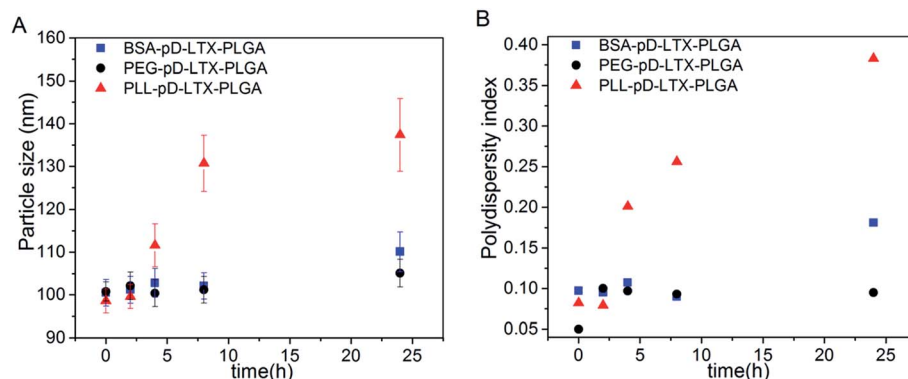 A
160
150
140
130
120
110
100
90
Particle size (nm)
BSA-pD-LTX-PLGA
PEG-pD-LTX-PLGA
PLL-pD-LTX-PLGA
0 5 10 15 20 25
time(h)
B
0.40
0.35
0.30
0.25
0.20
0.15
0.10
0.05
Polydispersity index
BSA-pD-LTX-PLGA
PEG-pD-LTX-PLGA
PLL-pD-LTX-PLGA
0 5 10 15 20 25
time(h)